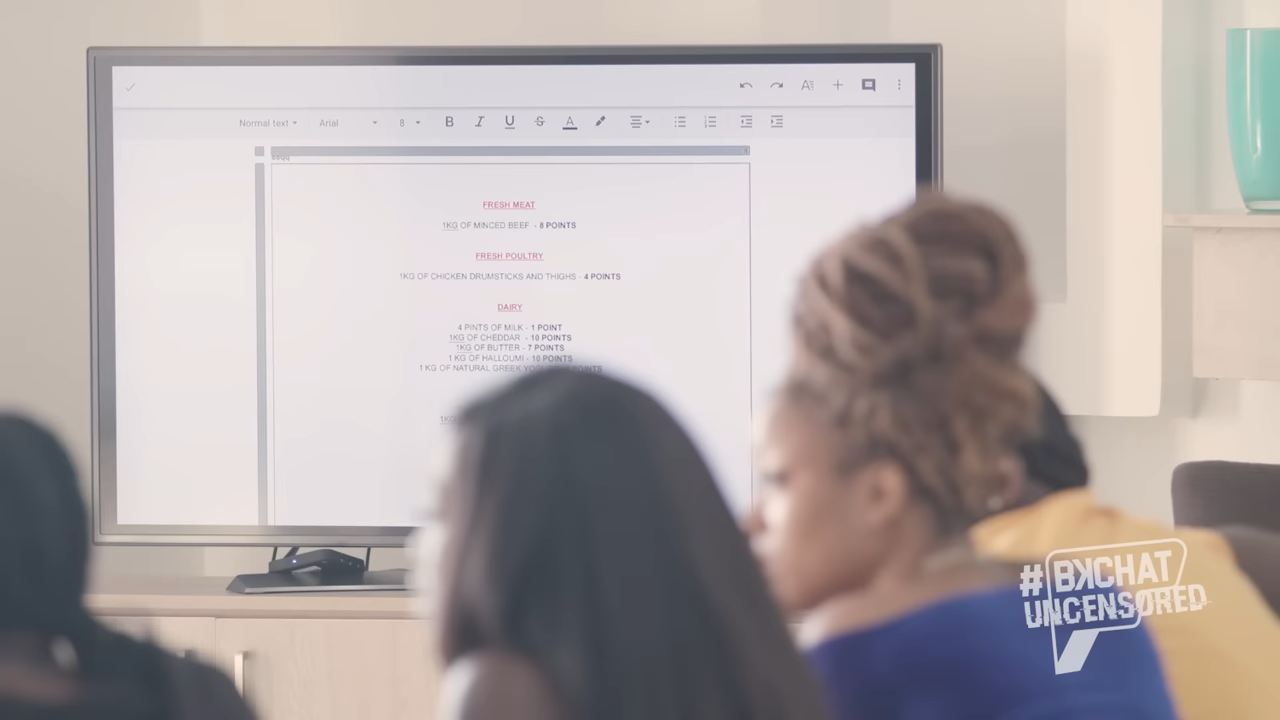 Normal text Arial 8 B I U S A
FRESH MEAT
1KG OF MINCED BEEF - 8 POINTS
FRESH POULTRY
1KG OF CHICKEN DRUMSTICKS AND THIGHS - 4 POINTS
DAIRY
4 PINTS OF MILK - 1 POINT
1KG OF CHEDDAR - 10 POINTS
1KG OF BUTTER - 7 POINTS
1 KG OF HALLOUMI - 10 POINTS
1 KG OF NATURAL GREEK POINTS
#BKCHAT
UNCENSORED